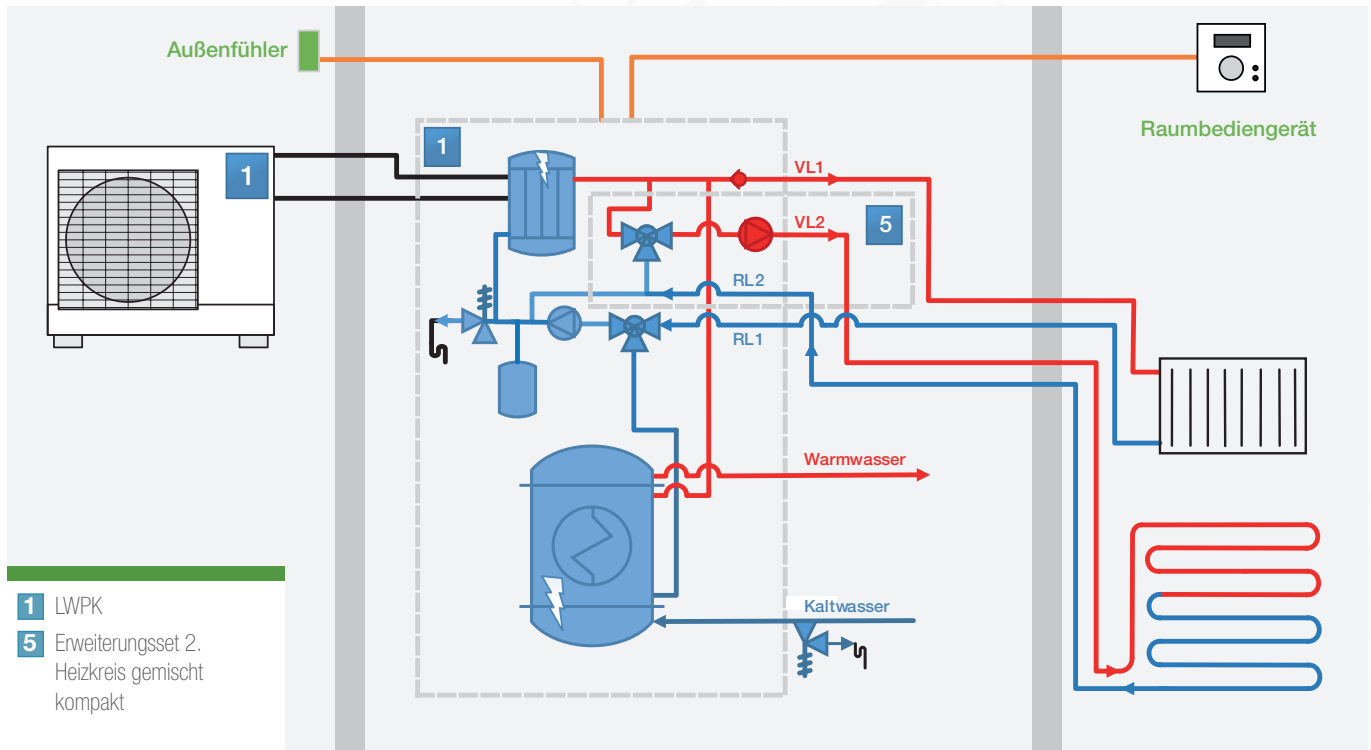 Außenfühler
Raumbediengerät
1
1
VL1
VL2
5
RL2
RL1
Warmwasser
Kaltwasser
1 LWPK
5 Erweiterungsset 2.
Heizkreis gemischt
kompakt